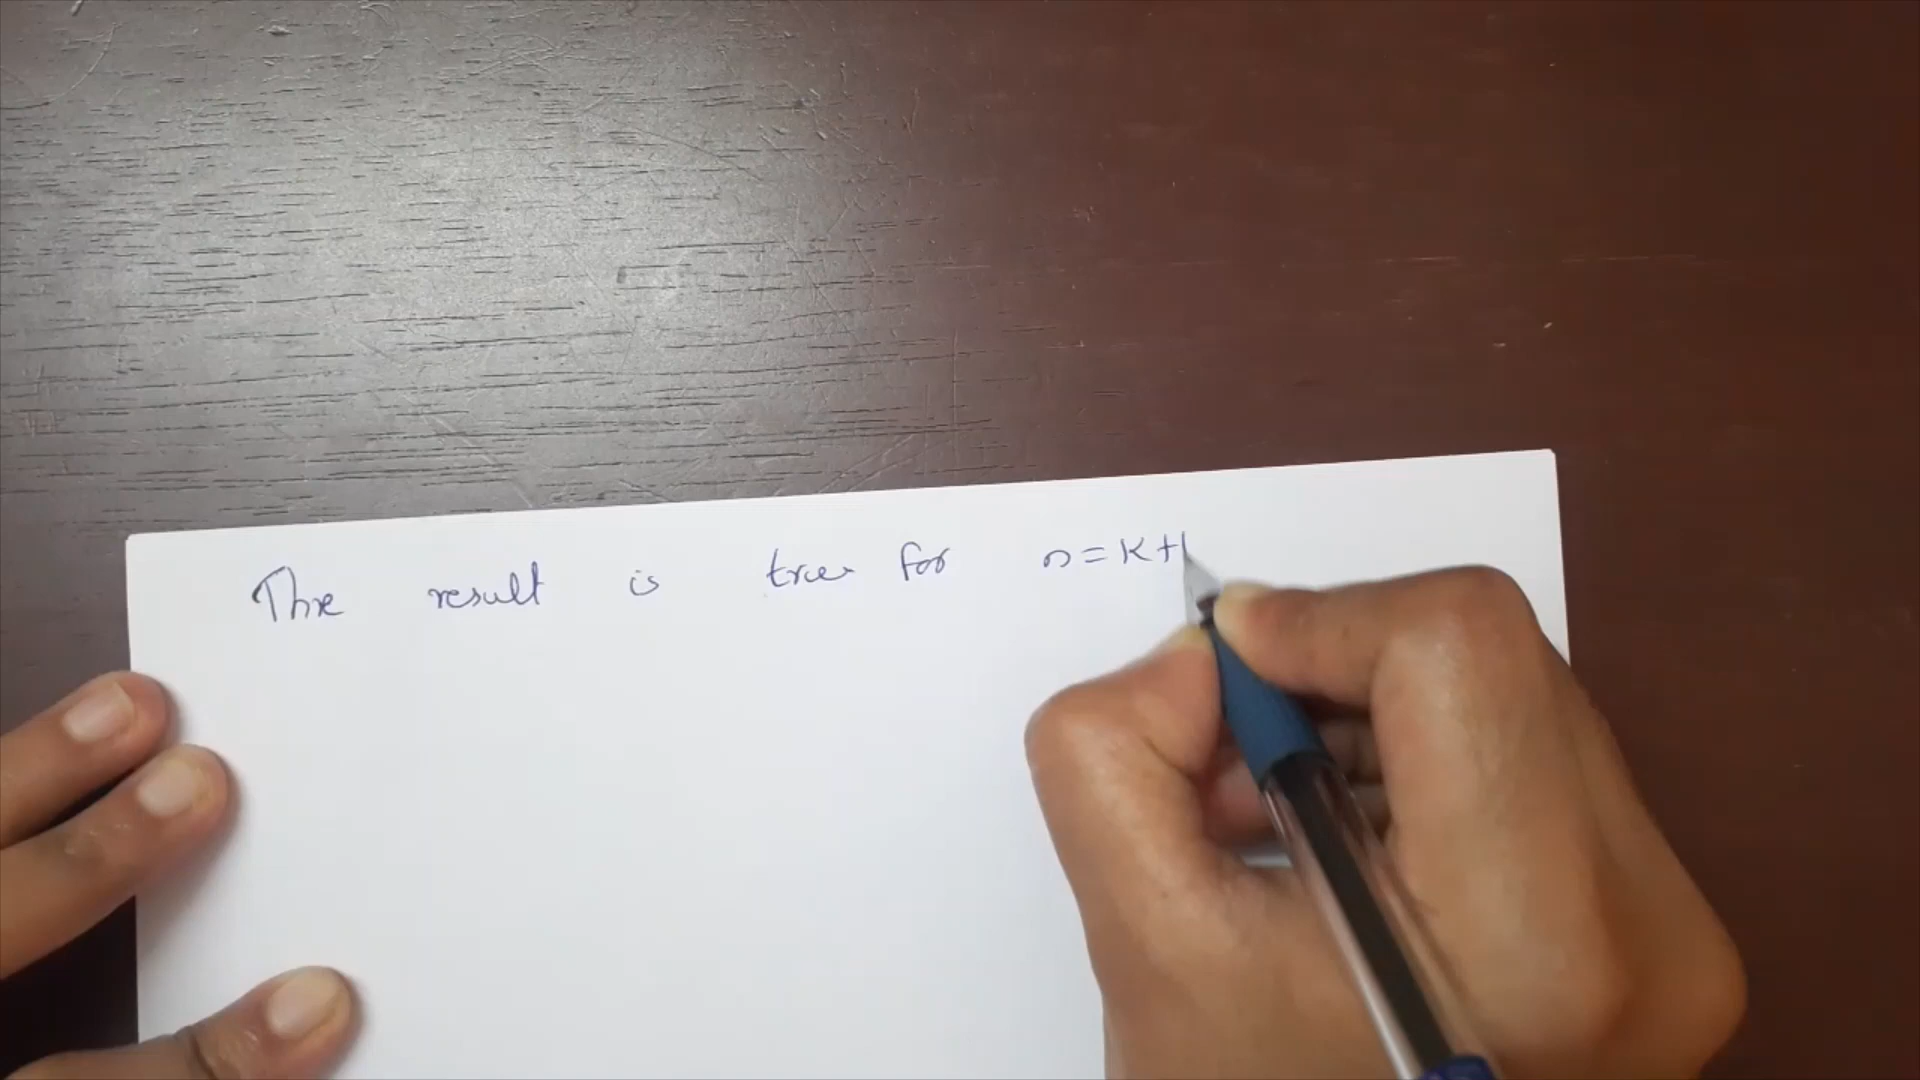 The result is true for n=k+1